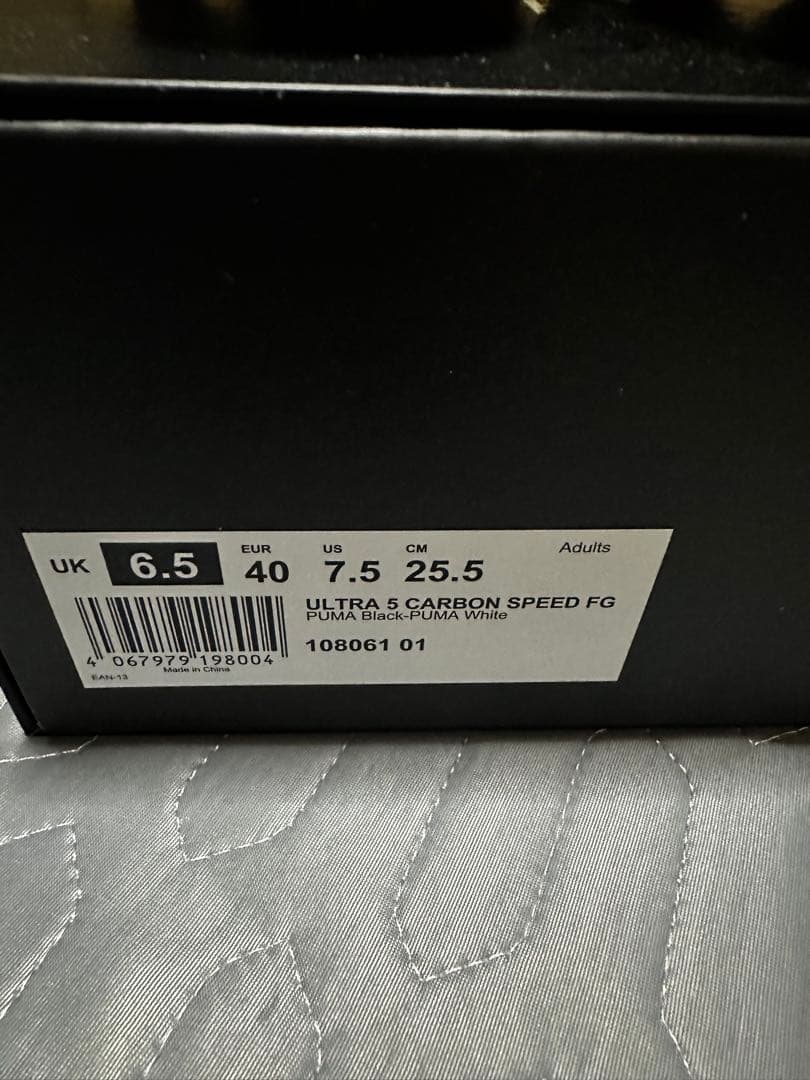 Adults
UK 6.5 EUR 40 US 7.5 CM 25.5
ULTRA 5 CARBON SPEED FG
PUMA Black-PUMA White
108061 01
4 067979 198004
Made in China
EAN-13